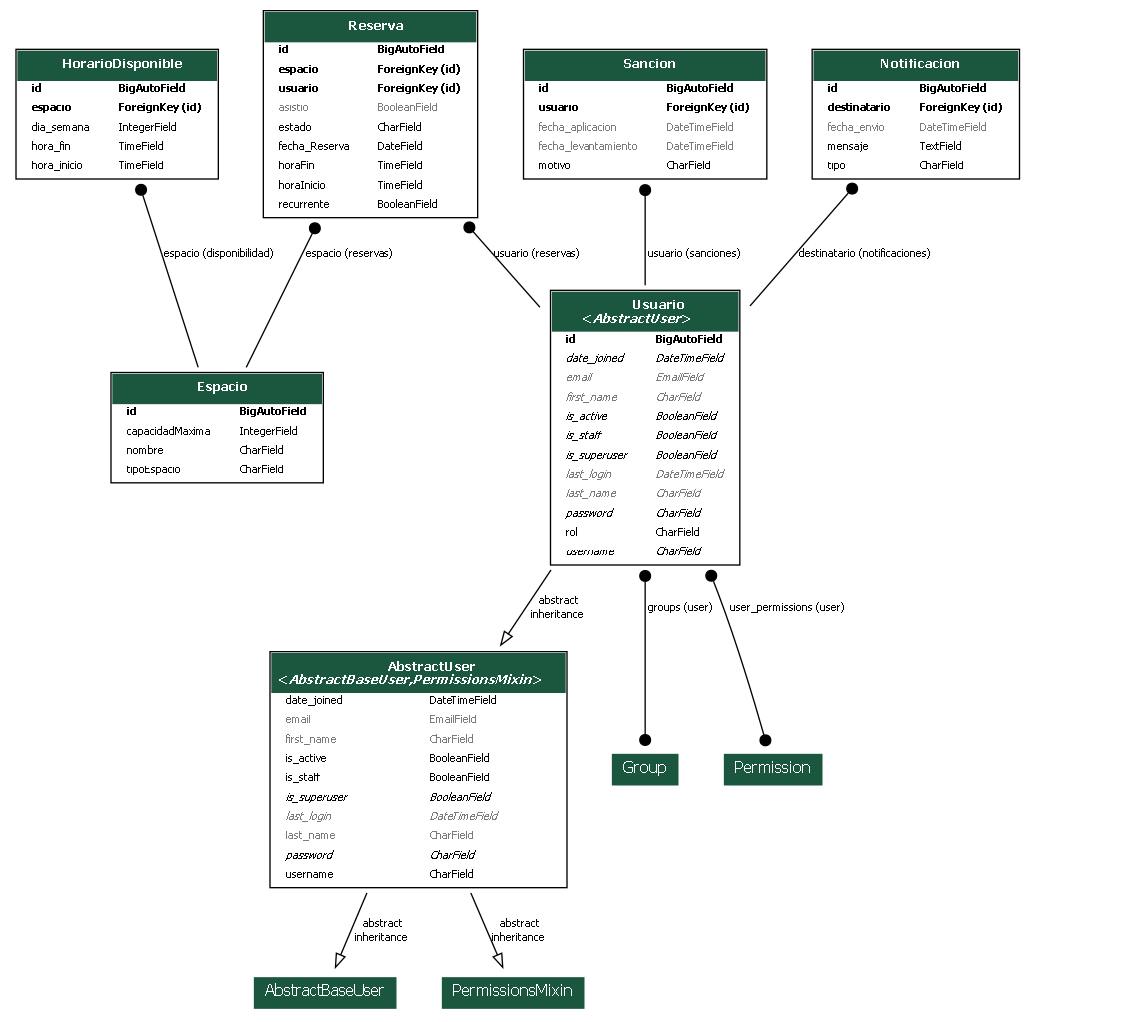 Reserva
id BigAutoField
espacio ForeignKey (id)
usuario ForeignKey (id)
asistio BooleanField
estado CharField
fecha_Reserva DateField
horaFin TimeField
horaInicio TimeField
recurrente BooleanField
HorarioDisponible
id BigAutoField
espacio ForeignKey (id)
dia_semana IntegerField
hora_fin TimeField
hora_inicio TimeField
Sancion
id BigAutoField
usuario ForeignKey (id)
fecha_aplicacion DateTimeField
fecha_levantamiento DateTimeField
motivo CharField
Notificacion
id BigAutoField
destinatario ForeignKey (id)
fecha_envio DateTimeField
mensaje TextField
tipo CharField
espacio (disponibilidad)
espacio (reservas)
usuario (reservas)
usuario (sanciones)
destinatario (notificaciones)
Espacio
id BigAutoField
capacidadMaxima IntegerField
nombre CharField
tipoEspacio CharField
Usuario
<AbstractUser>
id BigAutoField
date_joined DateTimeField
email EmailField
first_name CharField
is_active BooleanField
is_staff BooleanField
is_superuser BooleanField
last_login DateTimeField
last_name CharField
password CharField
rol CharField
username CharField
abstract
inheritance
groups (user)
user_permissions (user)
AbstractUser
<AbstractBaseUser,PermissionsMixin>
date_joined DateTimeField
email EmailField
first_name CharField
is_active BooleanField
is_staff BooleanField
is_superuser BooleanField
last_login DateTimeField
last_name CharField
password CharField
username CharField
Group
Permission
abstract
inheritance
abstract
inheritance
AbstractBaseUser
PermissionsMixin